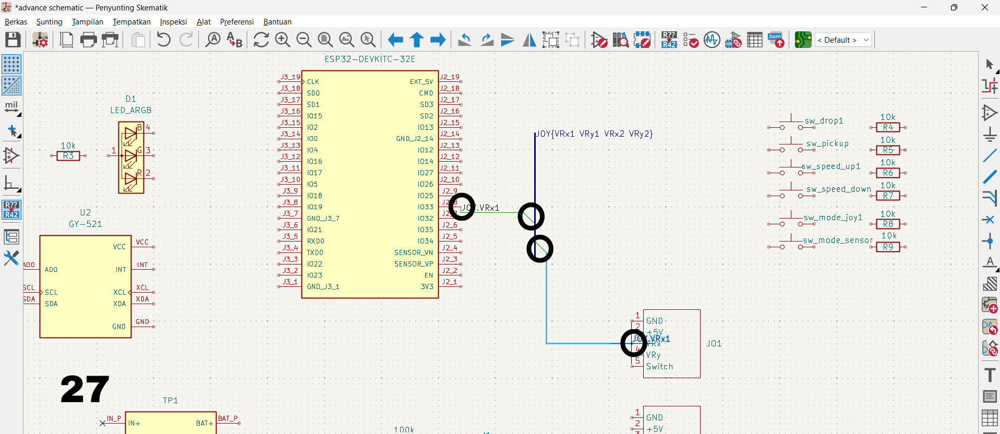 *advance schematic — Penyunting Skematik
Berkas Sunting Tampilan Tempatkan Inspeksi Alat Preferensi Bantuan
A
A B
R??
R42
.bom
< Default >
mil
R??
R42
A
T
ESP32-DEVKITC-32E
J3_19 CLK EXT_5V J2_19
J3_18 SD0 CMD J2_18
J3_17 SD1 SD3 J2_17
J3_16 IO15 SD2 J2_16
J3_15 IO2 IO13 J2_15
J3_14 IO0 GND_J2_14 J2_14
J3_13 IO4 IO12 J2_13
J3_12 IO16 IO14 J2_12
J3_11 IO17 IO27 J2_11
J3_10 IO5 IO26 J2_10
J3_9 IO18 IO25 J2_9
J3_8 IO19 IO33
J3_7 GND_J3_7 IO32
J3_6 IO21 IO35 J2_6
J3_5 RXD0 IO34 J2_5
J3_4 TXD0 SENSOR_VN J2_4
J3_3 IO22 SENSOR_VP J2_3
J3_2 IO23 EN J2_2
J3_1 GND_J3_1 3V3 J2_1
D1
LED_ARGB
B 4
1 G 3
R 2
10k
R3
U2
GY-521
VCC VCC
AD0 AD0 INT INT
SCL SCL XCL XCL
SDA SDA XDA XDA
GND GND
JOY{VRx1 VRy1 VRx2 VRy2}
JOY.VRx1
sw_drop1 10k R4
sw_pickup 10k R5
sw_speed_up1 10k R6
sw_speed_down 10k R7
sw_mode_joy1 10k R8
sw_mode_sensor 10k R9
1 GND
2 +5V
JOY.VRx1
VRx
4 VRy
5 Switch
JO1
27
TP1
IN_P IN+ BAT+ BAT_P
100k
1 GND
2 +5V